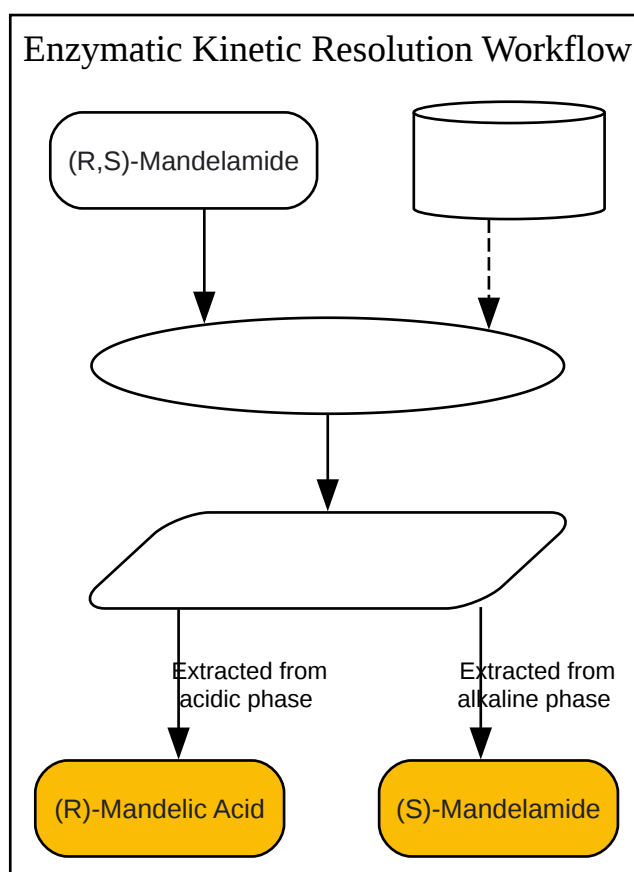 Enzymatic Kinetic Resolution Workflow
(R,S)-Mandelamide
Extracted from
acidic phase
Extracted from
alkaline phase
(R)-Mandelic Acid
(S)-Mandelamide